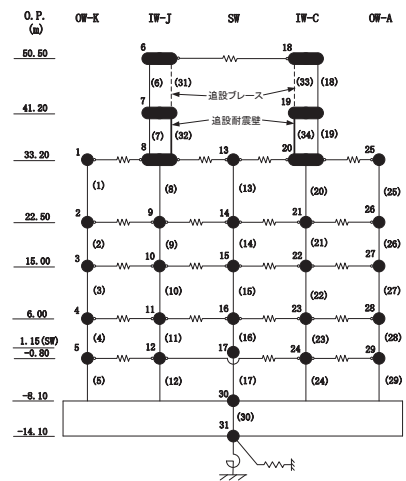 O.P. OW-K IW-J SW IW-C OW-A
(m)
50.50 6 18
(6) (31) (33) (18)
追設ブレース
41.20 7 19
追設耐震壁
(7) (32) (34) (19)
33.20 1 8 13 20 25
(1) (8) (13) (20) (25)
22.50 2 9 14 21 26
(2) (9) (14) (21) (26)
15.00 3 10 15 22 27
(3) (10) (15) (22) (27)
6.00 4 11 16 23 28
(4) (11) (16) (23) (28)
1.15(SW) 17
-0.80 5 12 24 29
(5) (12) (17) (24) (29)
-8.10 30
(30)
-14.10 31